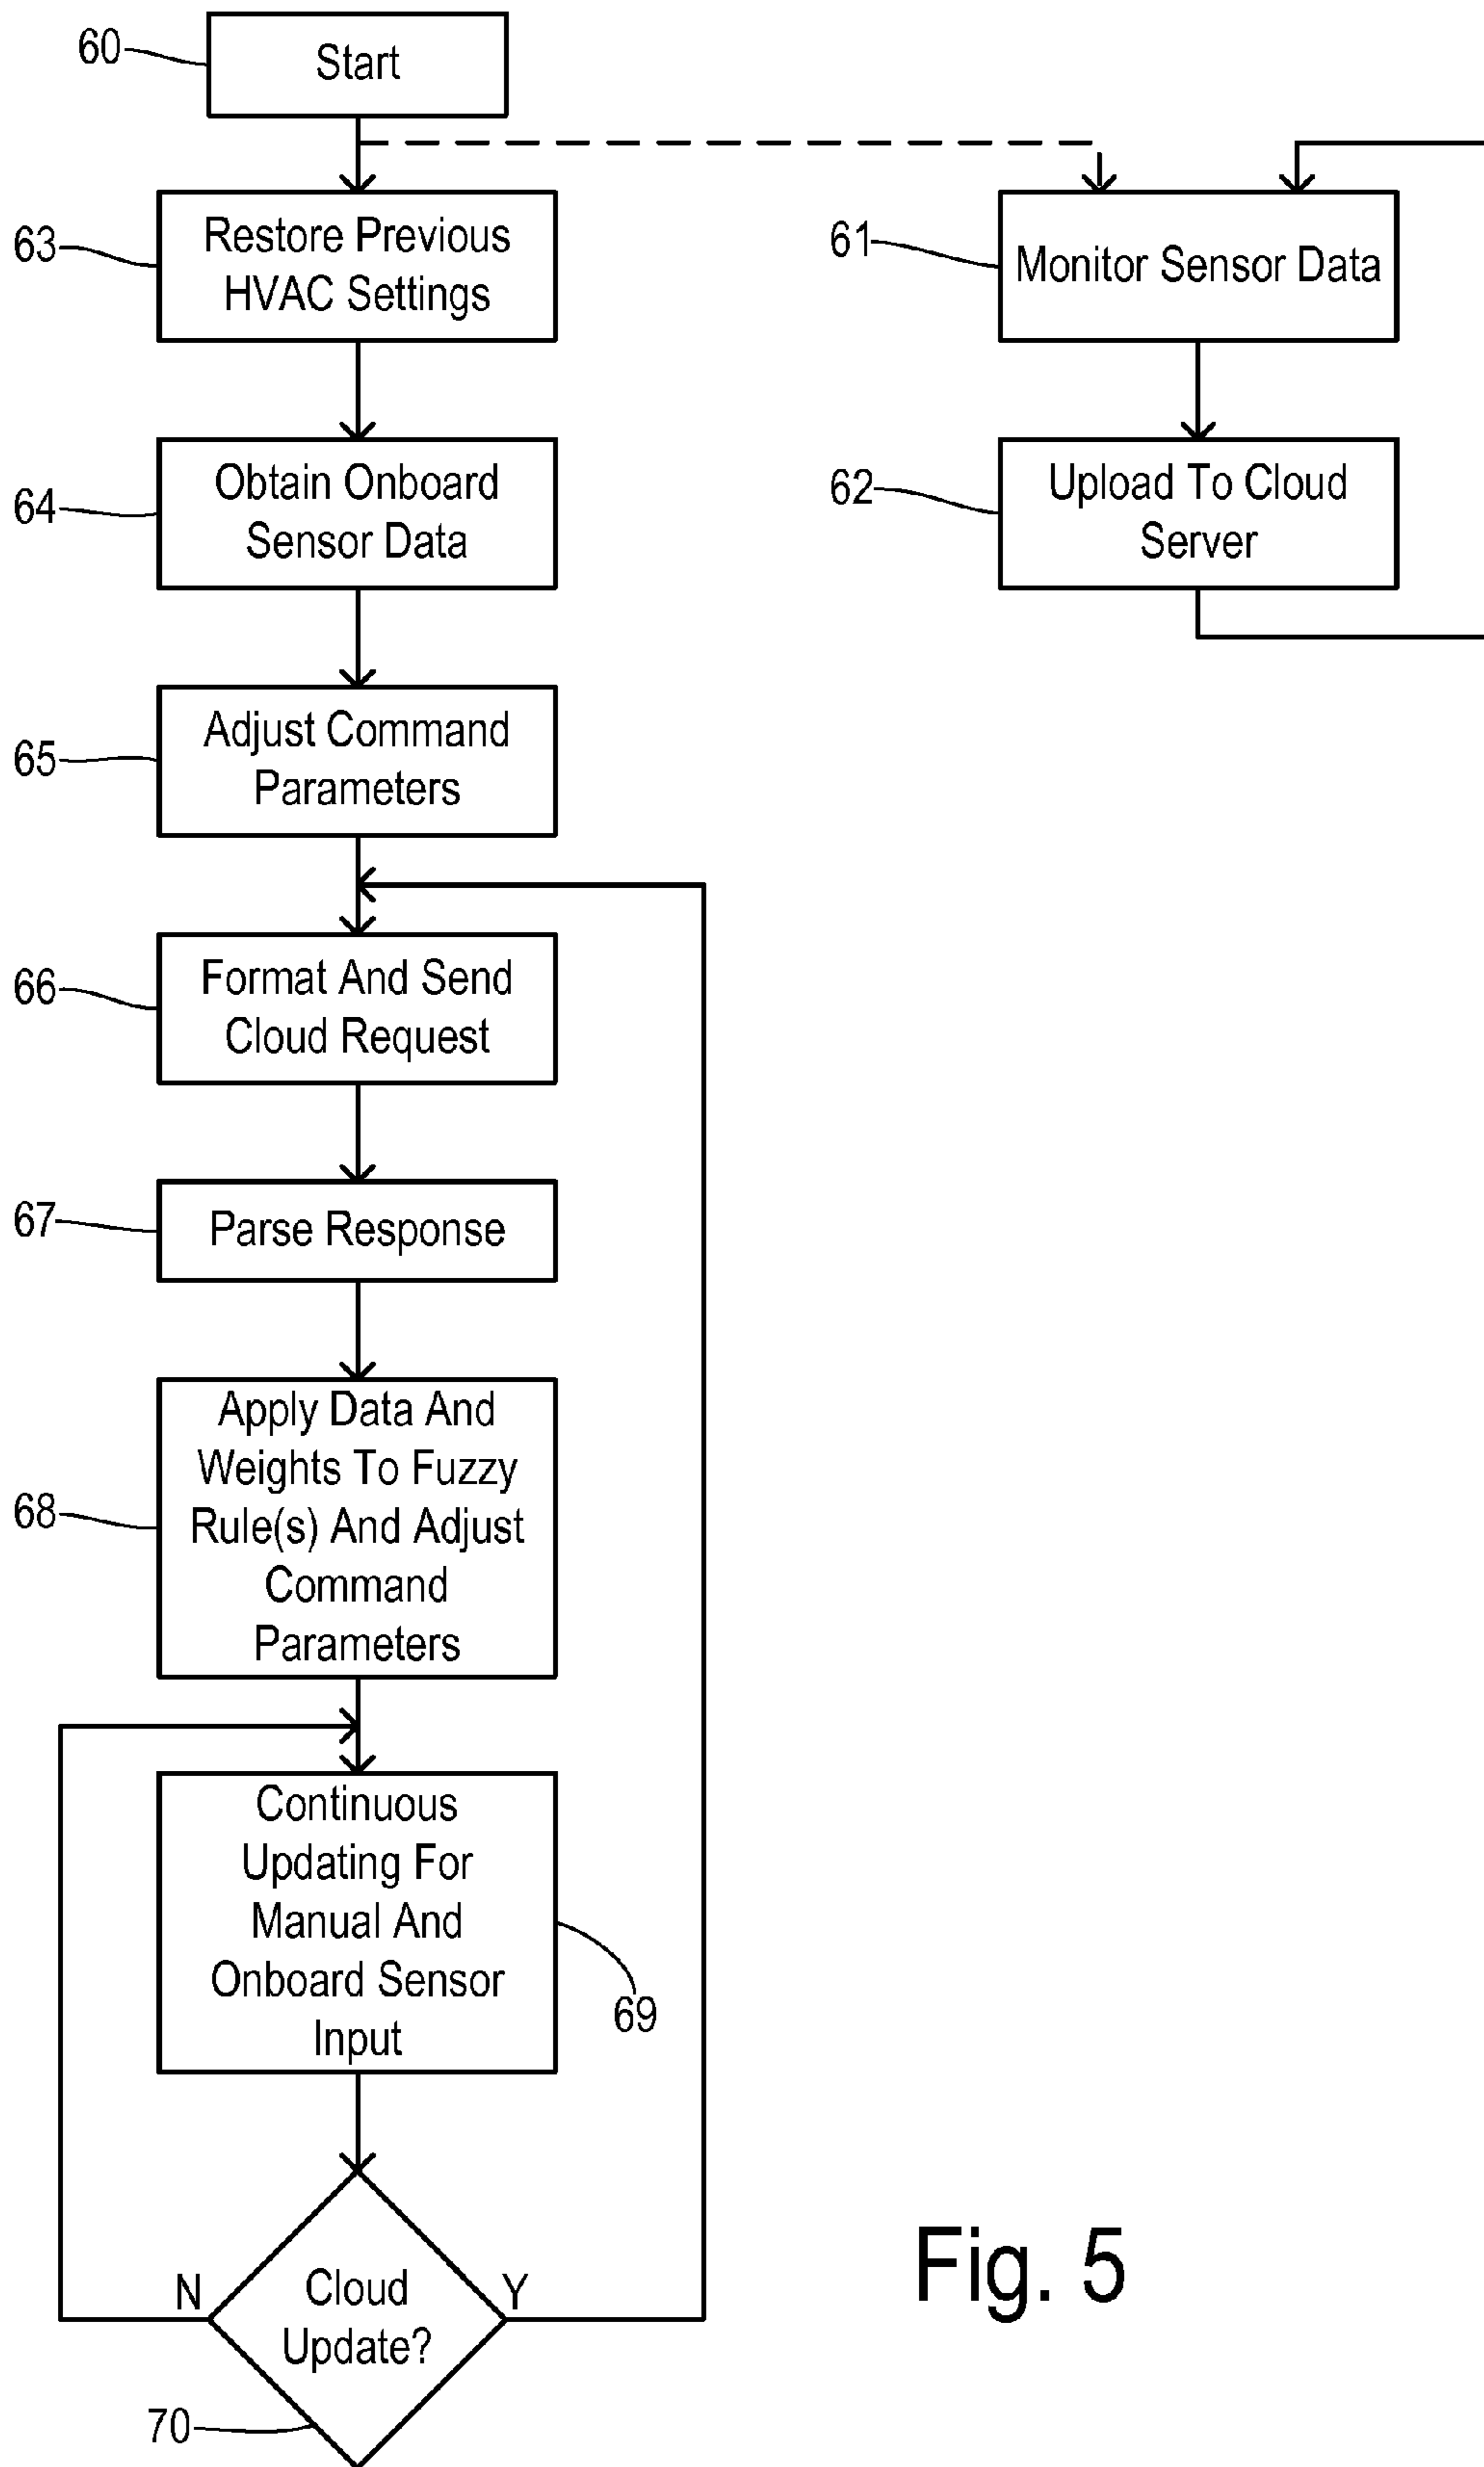 60
Start
63
Restore Previous
HVAC Settings
61
Monitor Sensor Data
64
Obtain Onboard
Sensor Data
62
Upload To Cloud
Server
65
Adjust Command
Parameters
66
Format And Send
Cloud Request
67
Parse Response
68
Apply Data And
Weights To Fuzzy
Rule(s) And Adjust
Command
Parameters
Continuous
Updating For
Manual And
Onboard Sensor
Input
69
N
Cloud
Update?
Y
70
Fig. 5